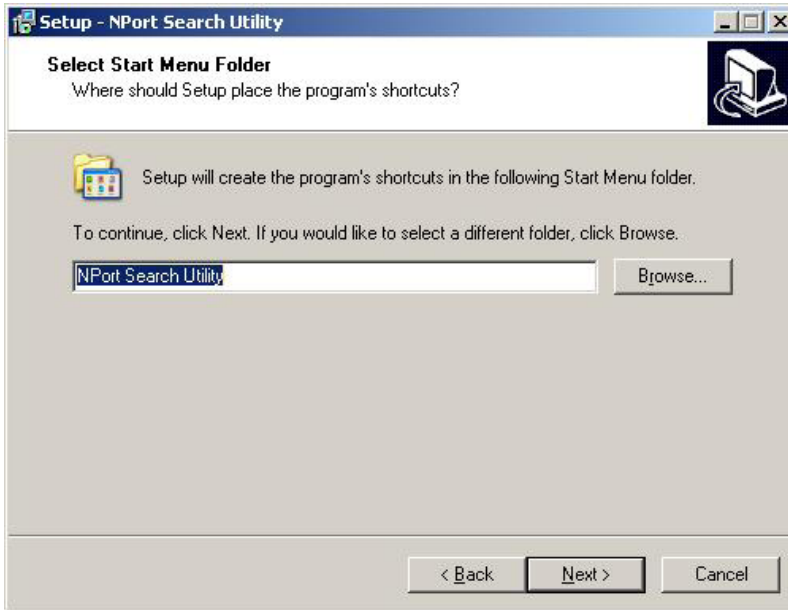 Setup - NPort Search Utility
Select Start Menu Folder
Where should Setup place the program's shortcuts?
Setup will create the program's shortcuts in the following Start Menu folder.
To continue, click Next. If you would like to select a different folder, click Browse.
NPort Search Utility
Browse...
< Back
Next >
Cancel